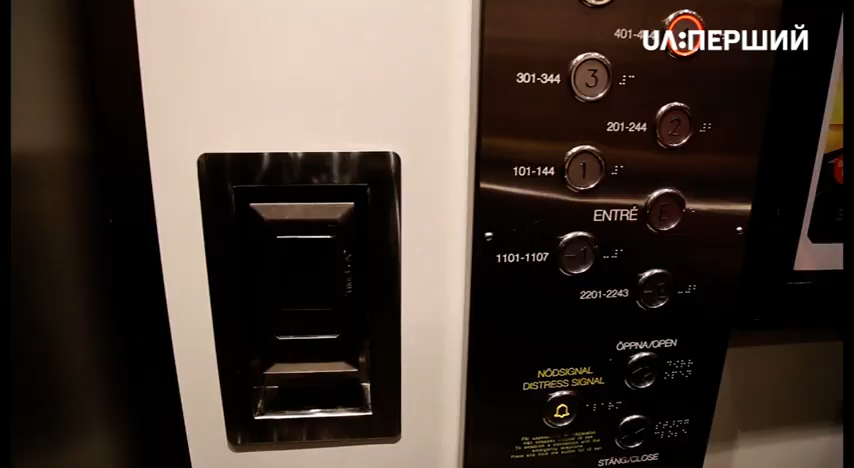 UA:ПЕРШИЙ
301-344 3
201-244 2
101-144 1
ENTRÉ E
1101-1107 -1
2201-2243
ÖPPNA/OPEN
NÖDSIGNAL
DISTRESS SIGNAL
STÄNG/CLOSE